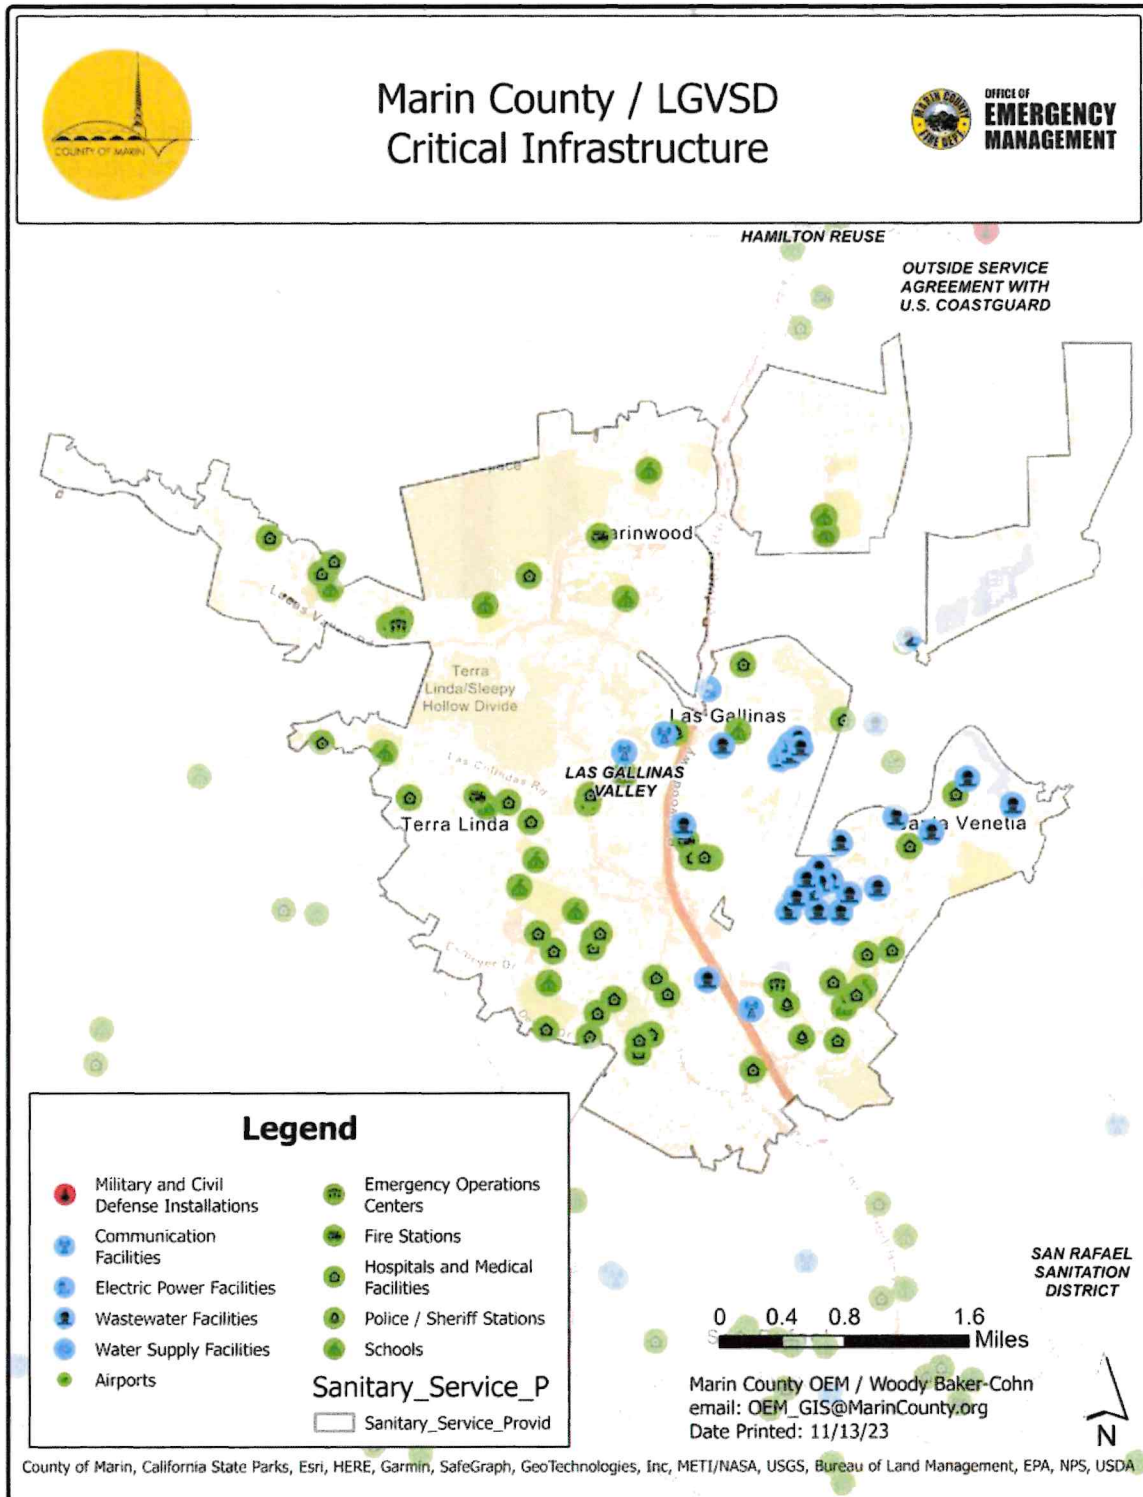 COUNTY OF MARIN
Marin County / LGVSD
Critical Infrastructure
MARIN COUNTY
FIRE DEPT.
OFFICE OF
EMERGENCY
MANAGEMENT
HAMILTON REUSE
OUTSIDE SERVICE
AGREEMENT WITH
U.S. COASTGUARD
arinwood
Terra
Linda/Sleepy
Hollow Divide
Las Gallinas
LAS GALLINAS
VALLEY
Terra Linda
Venetia
Legend
Military and Civil
Defense Installations
Communication
Facilities
Electric Power Facilities
Wastewater Facilities
Water Supply Facilities
Airports
Emergency Operations
Centers
Fire Stations
Hospitals and Medical
Facilities
Police / Sheriff Stations
Schools
Sanitary_Service_P
Sanitary_Service_Provid
SAN RAFAEL
SANITATION
DISTRICT
0 0.4 0.8 1.6
Miles
Marin County OEM / Woody Baker-Cohn
email: OEM_GIS@MarinCounty.org
Date Printed: 11/13/23
N
County of Marin, California State Parks, Esri, HERE, Garmin, SafeGraph, GeoTechnologies, Inc, METI/NASA, USGS, Bureau of Land Management, EPA, NPS, USDA